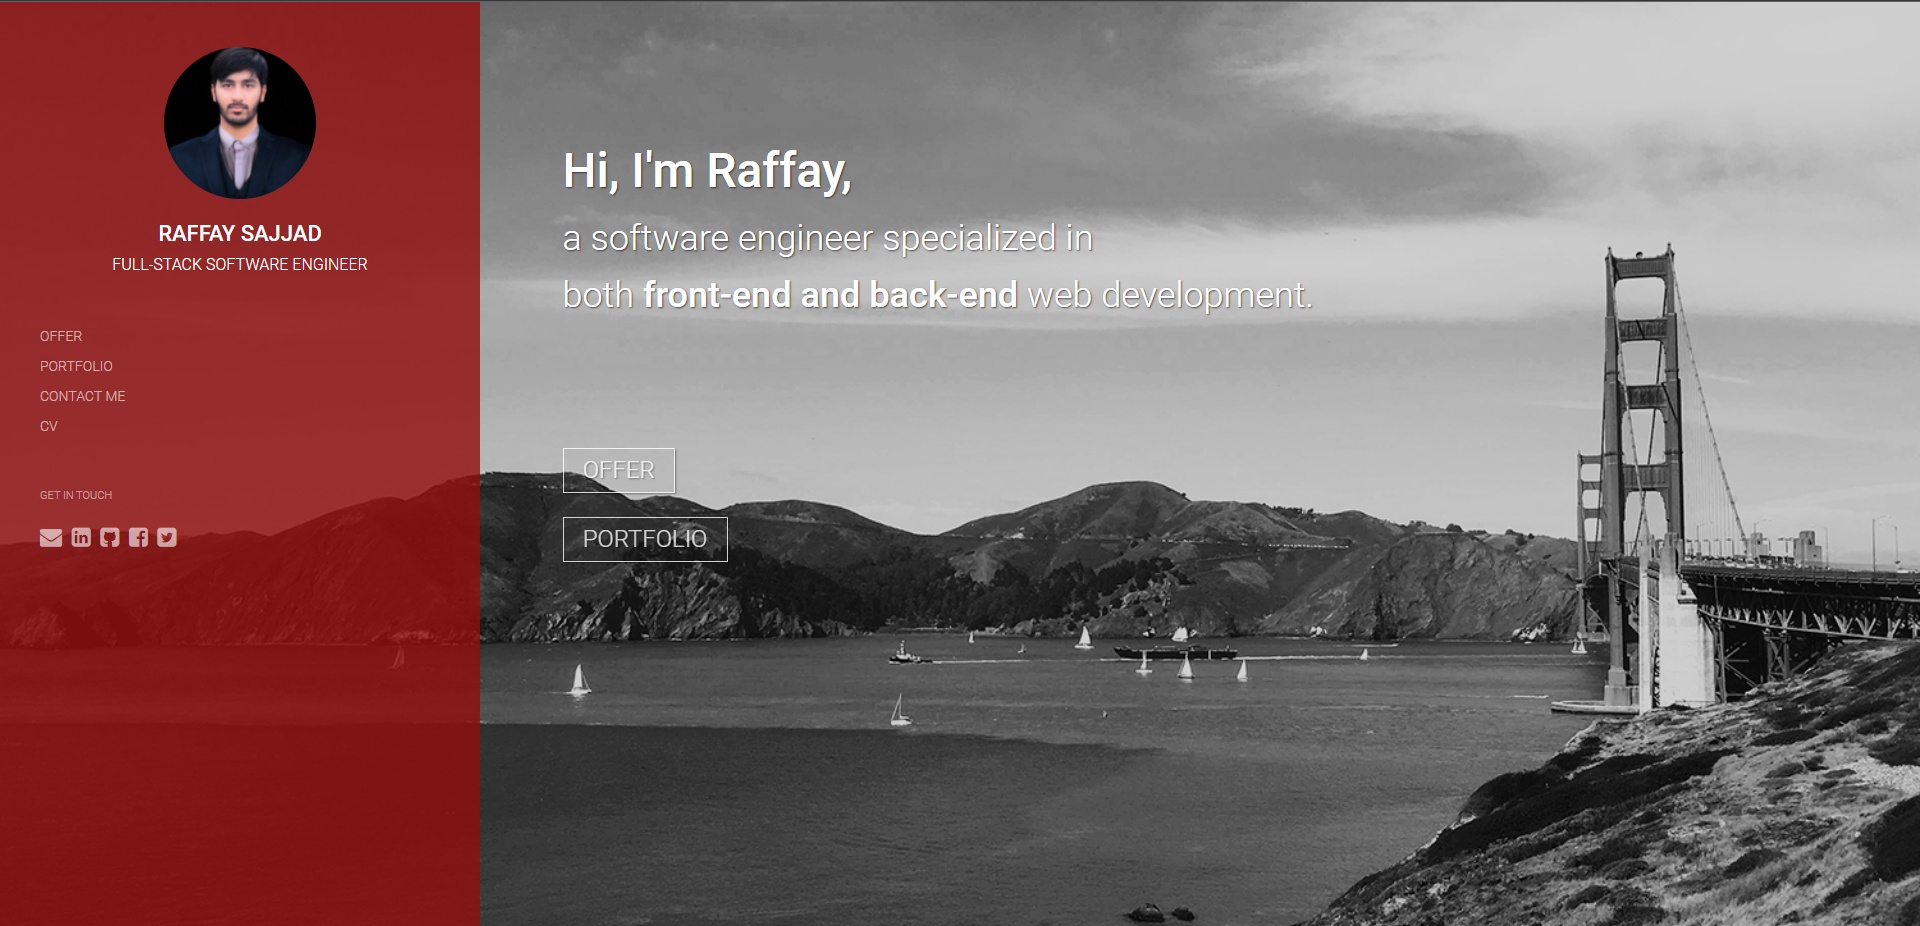 RAFFAY SAJJAD
FULL-STACK SOFTWARE ENGINEER
OFFER
PORTFOLIO
CONTACT ME
CV
GET IN TOUCH
Hi, I'm Raffay,
a software engineer specialized in
both front-end and back-end web development.
OFFER
PORTFOLIO